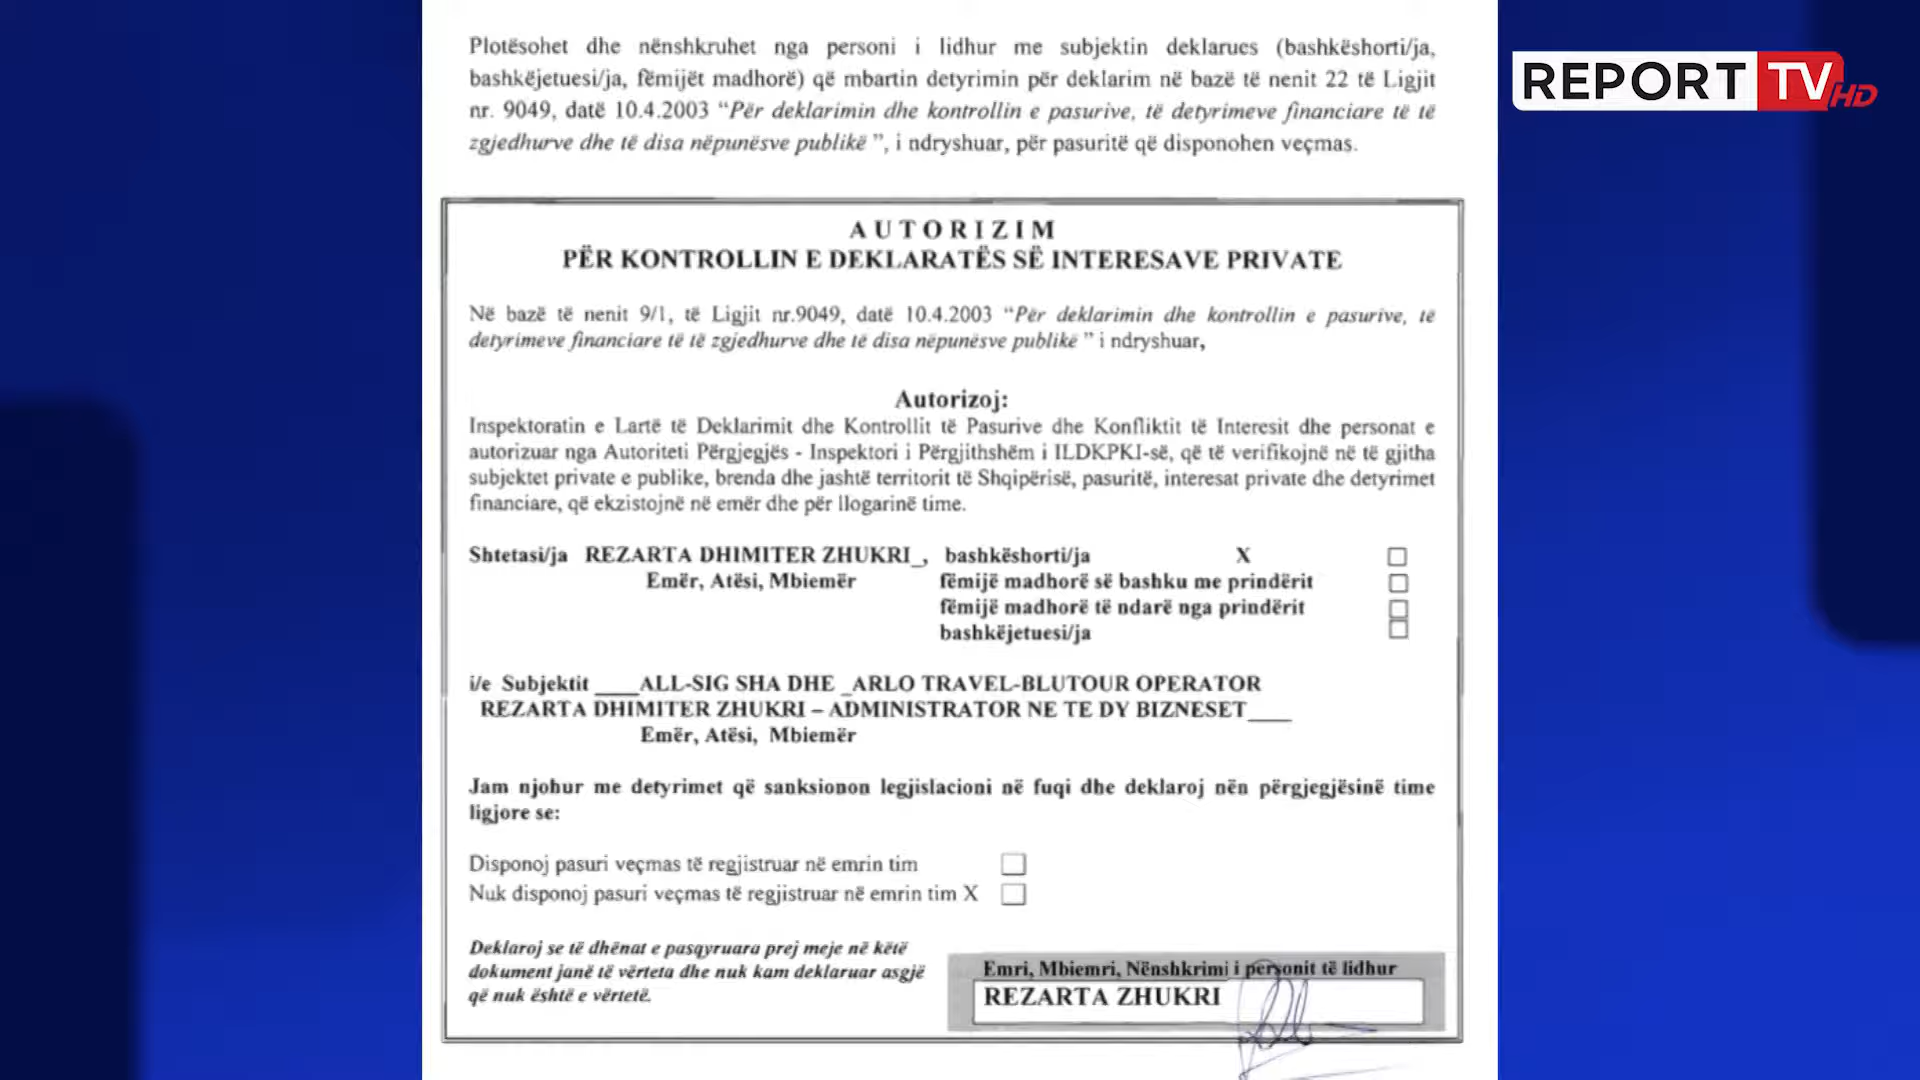 Plotësohet dhe nënshkruhet nga personi i lidhur me subjektin deklarues (bashkëshorti/ja,
bashkëjetuesi/ja, fëmijët madhorë) që mbartin detyrimin për deklarim në bazë të nenit 22 të Ligjit
nr. 9049, datë 10.4.2003 “Për deklarimin dhe kontrollin e pasurive, të detyrimeve financiare të të
zgjedhurve dhe të disa nëpunësve publikë ”, i ndryshuar, për pasuritë që disponohen veçmas.
REPORT TV HD
AUTORIZIM
PËR KONTROLLIN E DEKLARATËS SË INTERESAVE PRIVATE
Në bazë të nenit 9/1, të Ligjit nr.9049, datë 10.4.2003 “Për deklarimin dhe kontrollin e pasurive, të
detyrimeve financiare të të zgjedhurve dhe të disa nëpunësve publikë ” i ndryshuar,
Autorizoj:
Inspektoratin e Lartë të Deklarimit dhe Kontrollit të Pasurive dhe Konfliktit të Interesit dhe personat e
autorizuar nga Autoriteti Përgjegjës - Inspektori i Përgjithshëm i ILDKPKI-së, që të verifikojnë në të gjitha
subjektet private e publike, brenda dhe jashtë territorit të Shqipërisë, pasuritë, interesat private dhe detyrimet
financiare, që ekzistojnë në emër dhe për llogarinë time.
Shtetasi/ja REZARTA DHIMITER ZHUKRI_, bashkëshorti/ja X
Emër, Atësi, Mbiemër fëmijë madhorë së bashku me prindërit
fëmijë madhorë të ndarë nga prindërit
bashkëjetuesi/ja
i/e Subjektit ____ALL-SIG SHA DHE _ARLO TRAVEL-BLUTOUR OPERATOR
REZARTA DHIMITER ZHUKRI – ADMINISTRATOR NE TE DY BIZNESET____
Emër, Atësi, Mbiemër
Jam njohur me detyrimet që sanksionon legjislacioni në fuqi dhe deklaroj nën përgjegjësinë time
ligjore se:
Disponoj pasuri veçmas të regjistruar në emrin tim
Nuk disponoj pasuri veçmas të regjistruar në emrin tim X
Deklaroj se të dhënat e pasqyruara prej meje në këtë
dokument janë të vërteta dhe nuk kam deklaruar asgjë
që nuk është e vërtetë.
Emri, Mbiemri, Nënshkrimi i personit të lidhur
REZARTA ZHUKRI